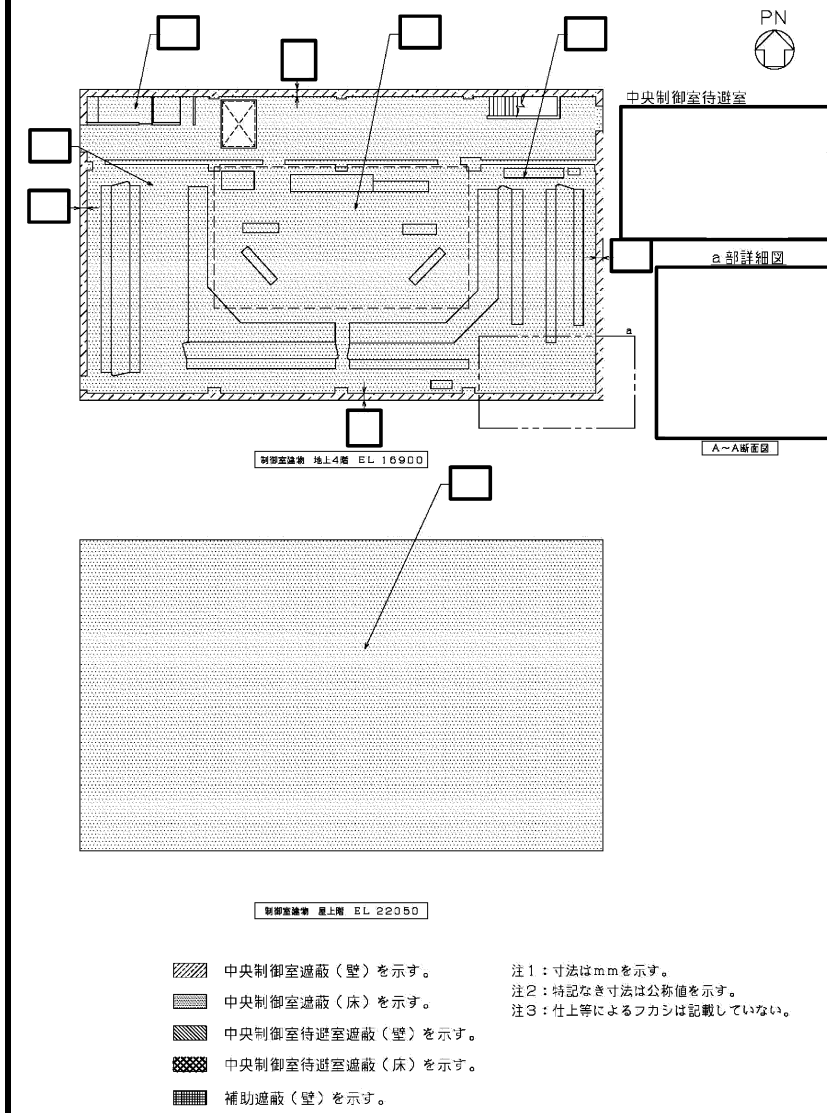 PN
中央制御室待避室
a部詳細図
a
A～A断面図
制御室建物 地上4階 EL 16900
制御室建物 屋上階 EL 22050
中央制御室遮蔽（壁）を示す。
中央制御室遮蔽（床）を示す。
中央制御室待避室遮蔽（壁）を示す。
中央制御室待避室遮蔽（床）を示す。
補助遮蔽（壁）を示す。
注1：寸法はmmを示す。
注2：特記なき寸法は公称値を示す。
注3：仕上等によるフカシは記載していない。